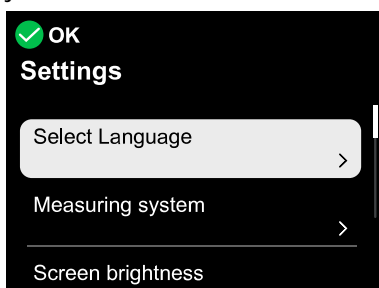 OK
Settings
Select Language
Measuring system
Screen brightness